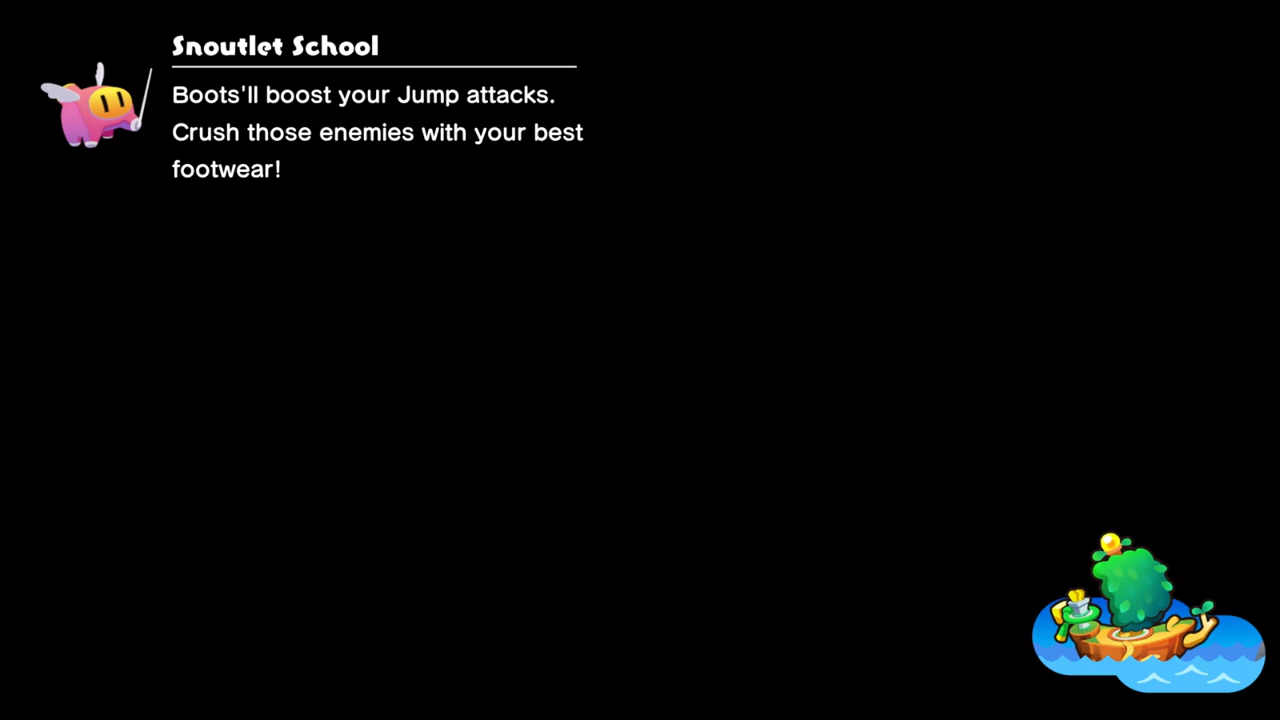 Snoutlet School
Boots'll boost your Jump attacks.
Crush those enemies with your best
footwear!